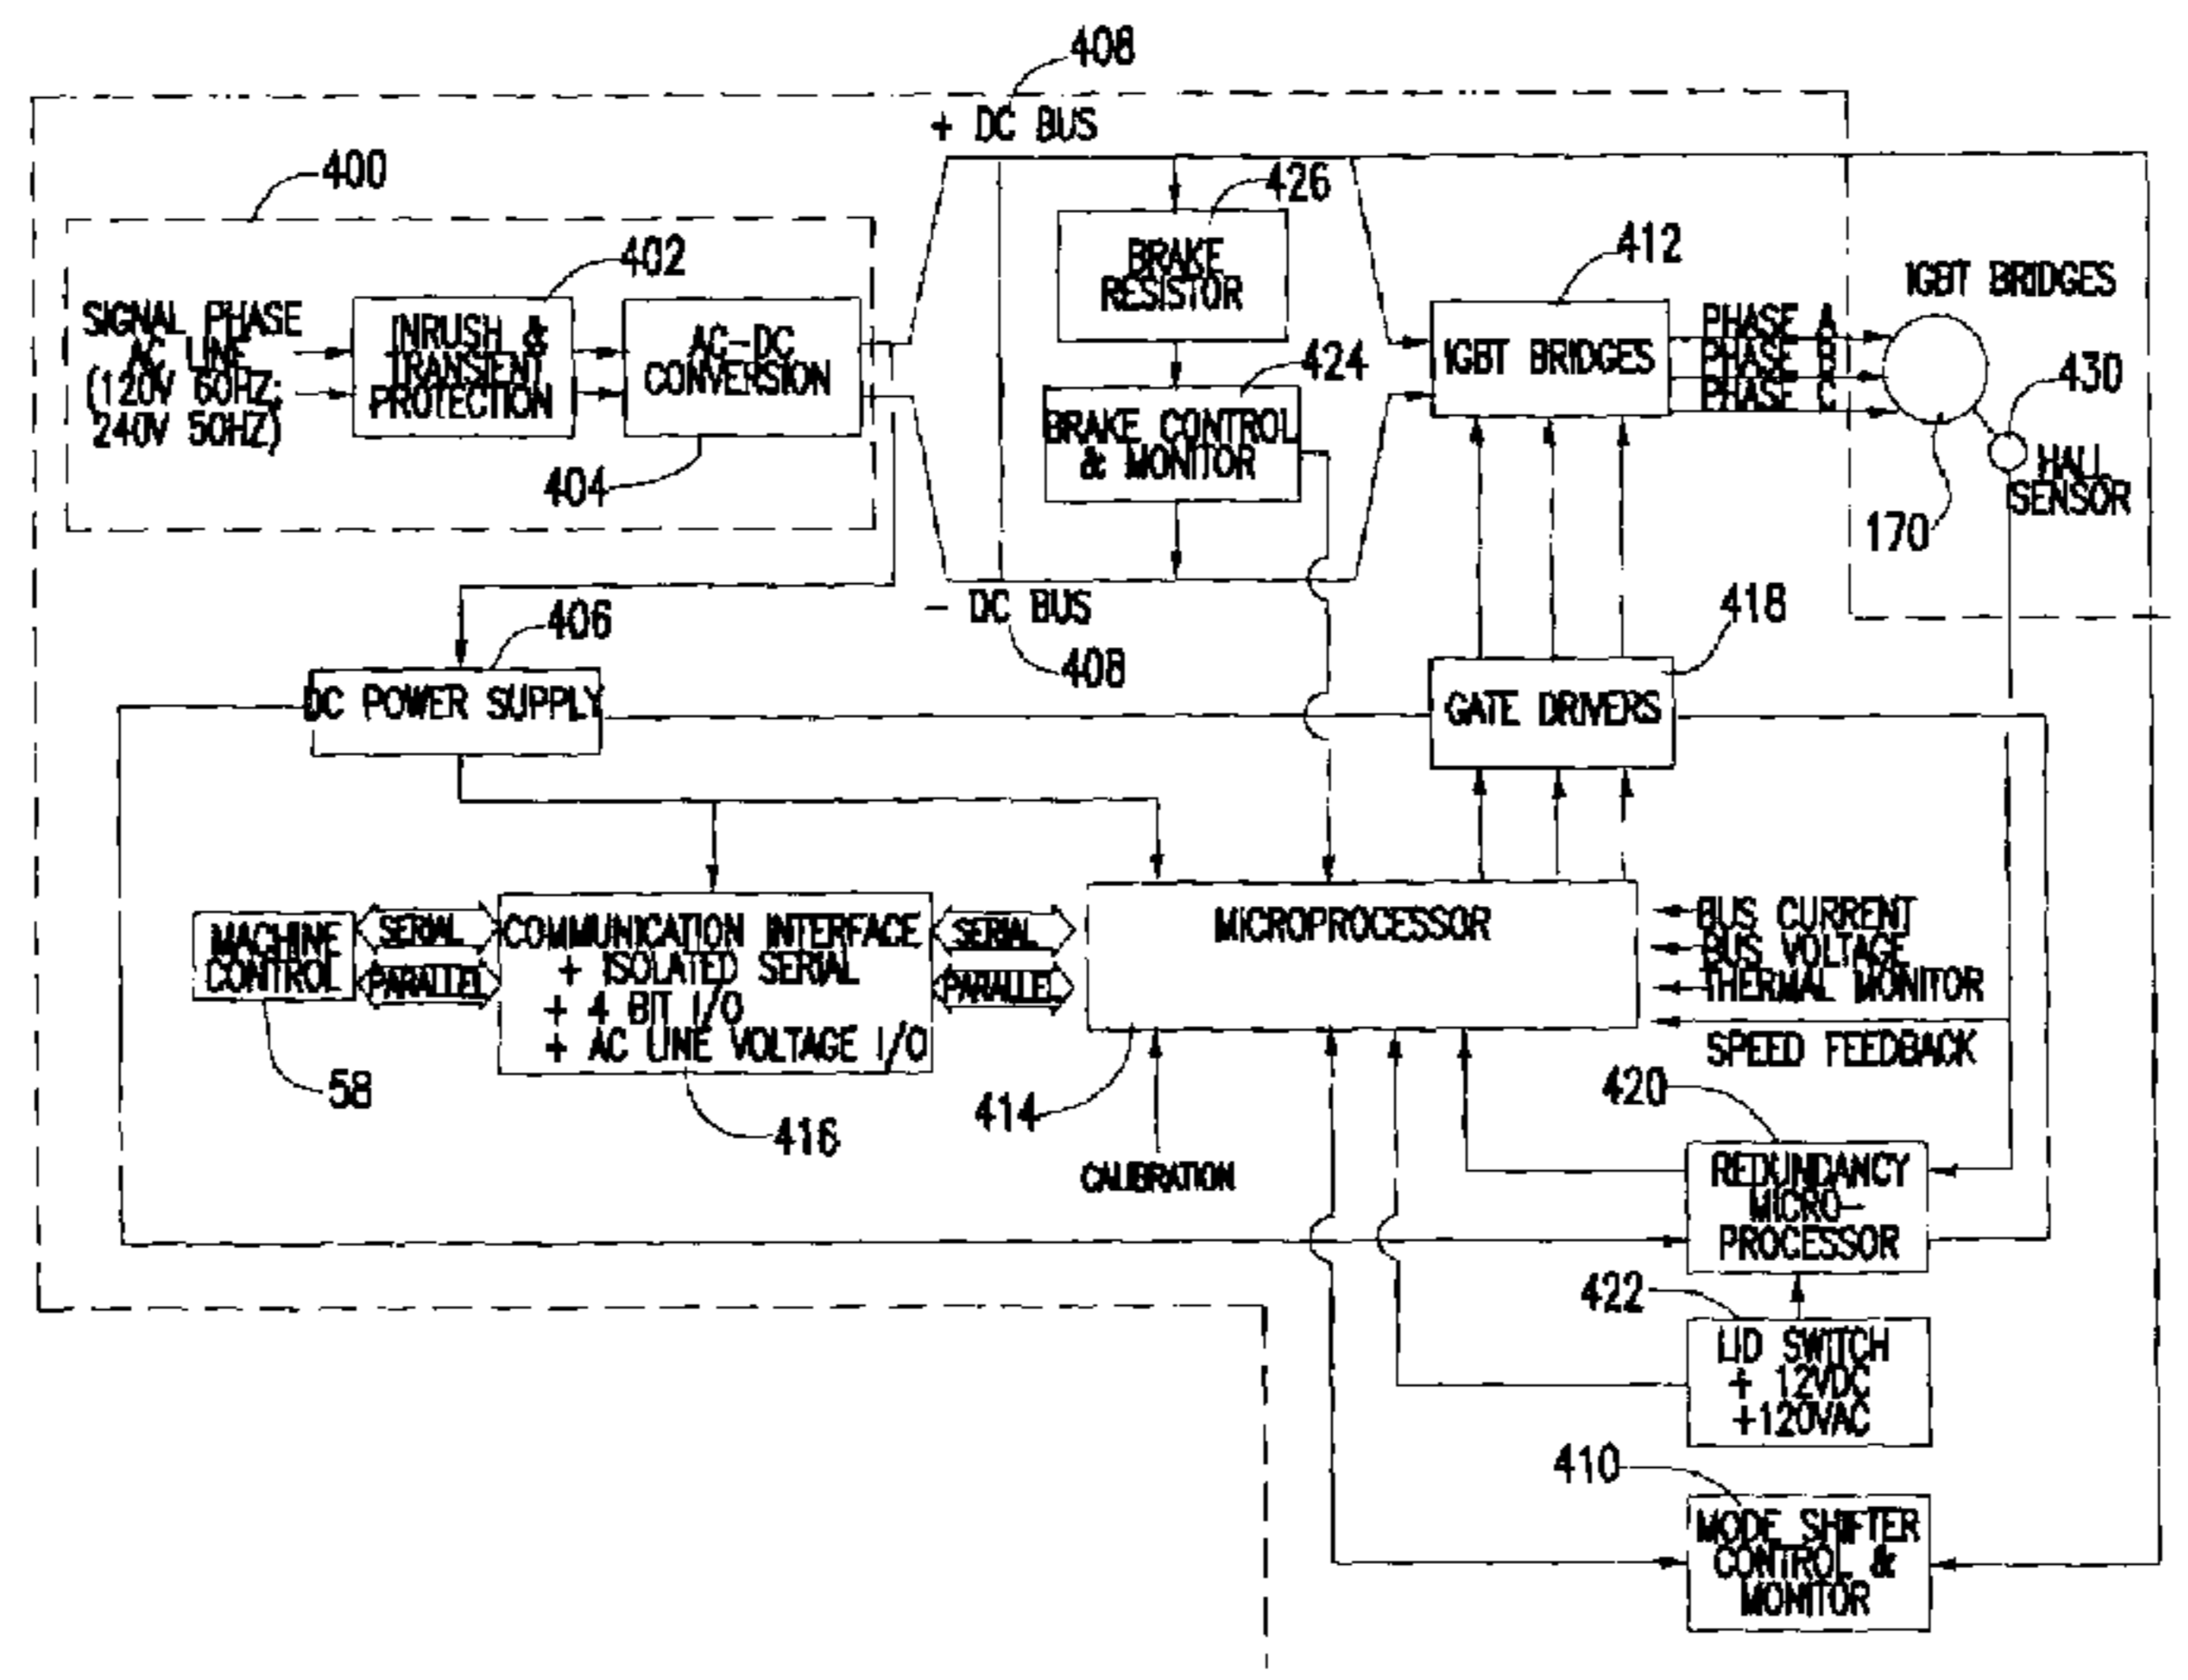 408
+ DC BUS
400
426
402
412
BRAKE
RESISTOR
IGBT BRIDGES
SIGNAL PHASE
AC LINE
(120V 60HZ;
240V 50HZ)
INRUSH &
TRANSIENT
PROTECTION
AC-DC
CONVERSION
424
IGBT BRIDGES
PHASE A
PHASE B
PHASE C
430
BRAKE CONTROL
& MONITOR
404
HALL
SENSOR
170
- DC BUS
406
408
418
DC POWER SUPPLY
GATE DRIVERS
MACHINE
CONTROL
SERIAL
PARALLEL
COMMUNICATION INTERFACE
+ ISOLATED SERIAL
+ 4 BIT I/O
+ AC LINE VOLTAGE I/O
SERIAL
PARALLEL
MICROPROCESSOR
BUS CURRENT
BUS VOLTAGE
THERMAL MONITOR
SPEED FEEDBACK
58
416
414
420
CALIBRATION
REDUNDANCY
MICRO-
PROCESSOR
422
LID SWITCH
+ 12VDC
+120VAC
410
MODE SHIFTER
CONTROL &
MONITOR